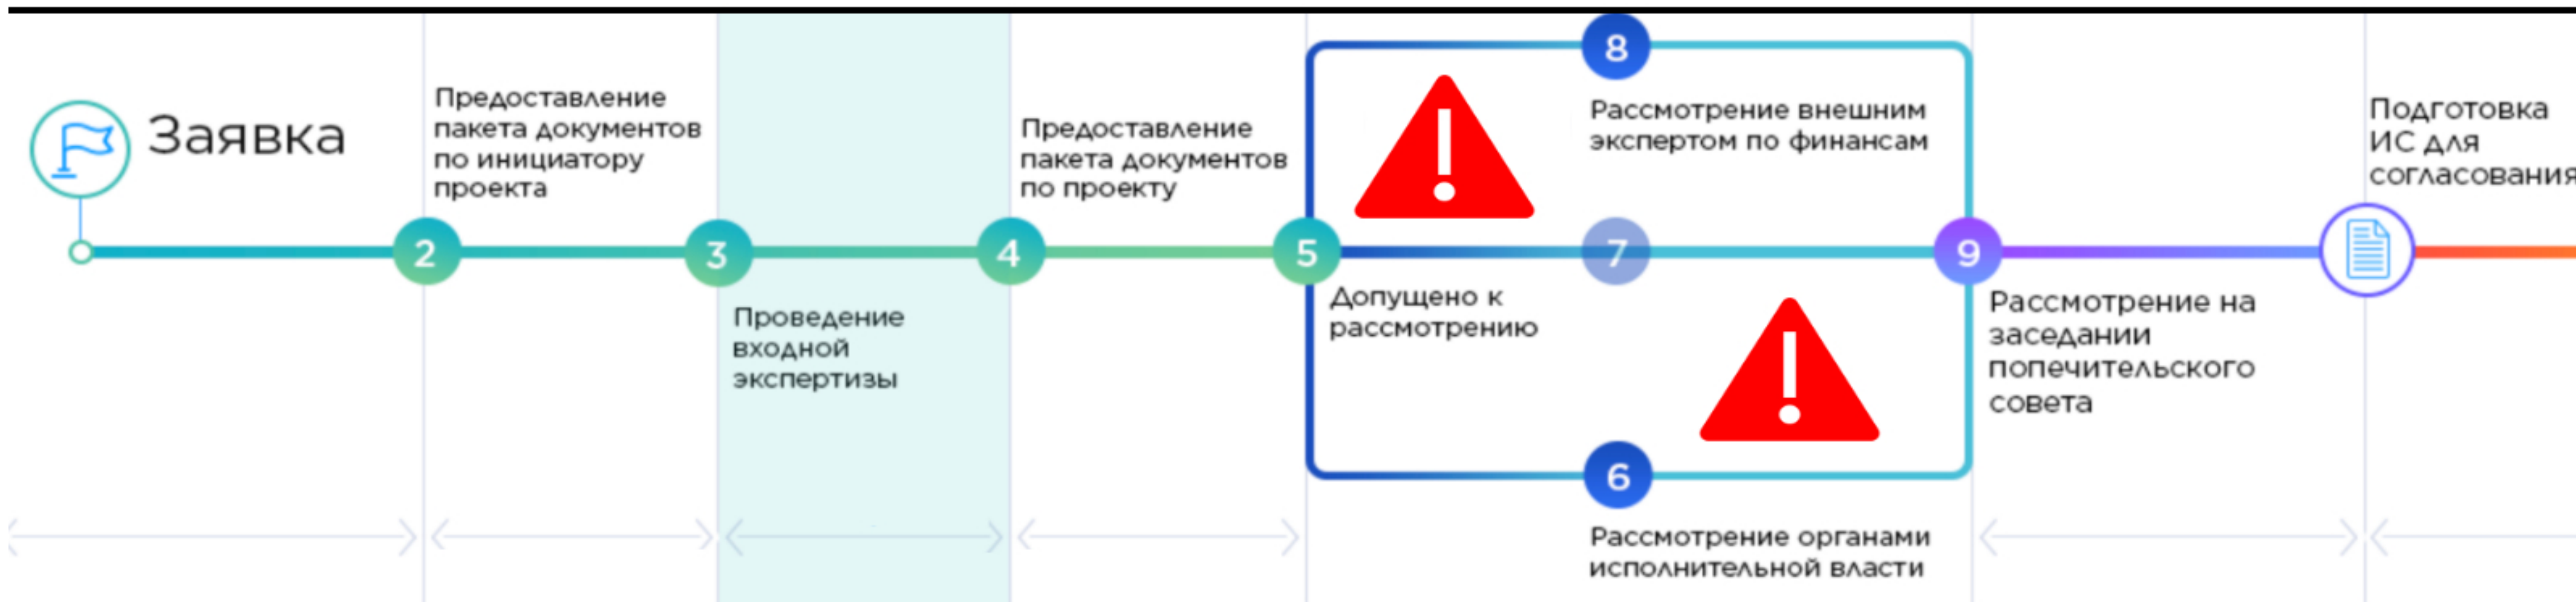 Заявка
2
Предоставление
пакета документов
по инициатору
проекта
3
Проведение
входной
экспертизы
4
Предоставление
пакета документов
по проекту
5
Допущено к
рассмотрению
8
Рассмотрение внешним
экспертом по финансам
!
7
!
6
Рассмотрение органами
исполнительной власти
9
Рассмотрение на
заседании
попечительского
совета
Подготовка
ИС для
согласования